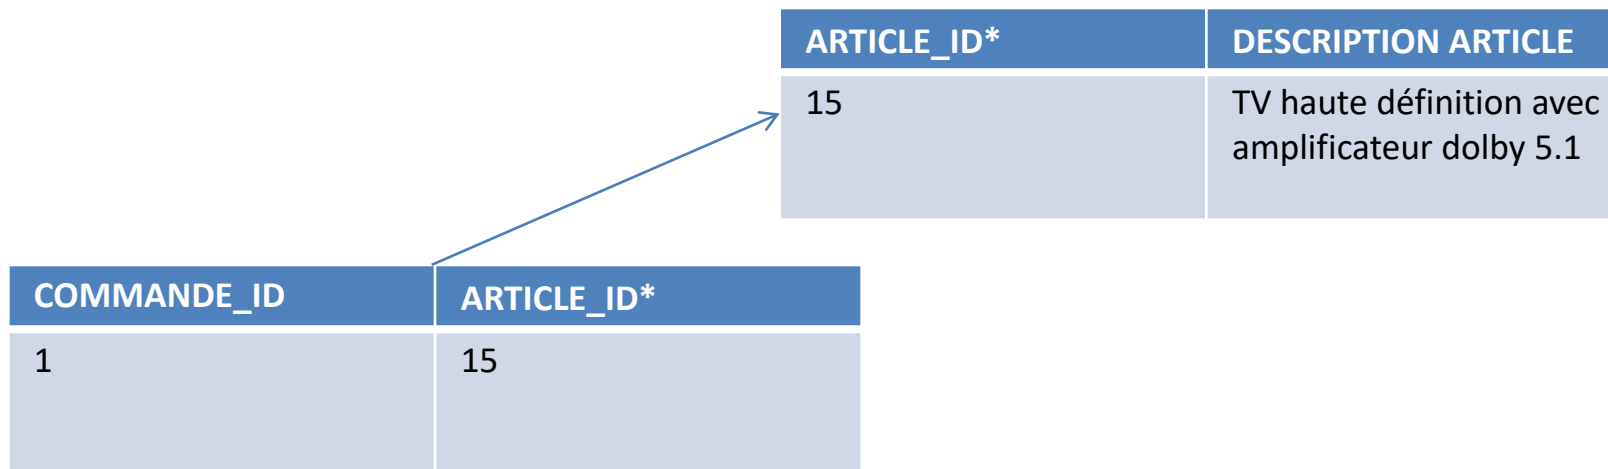 ARTICLE_ID* DESCRIPTION ARTICLE
15 TV haute définition avec
amplificateur dolby 5.1
COMMANDE_ID ARTICLE_ID*
1 15